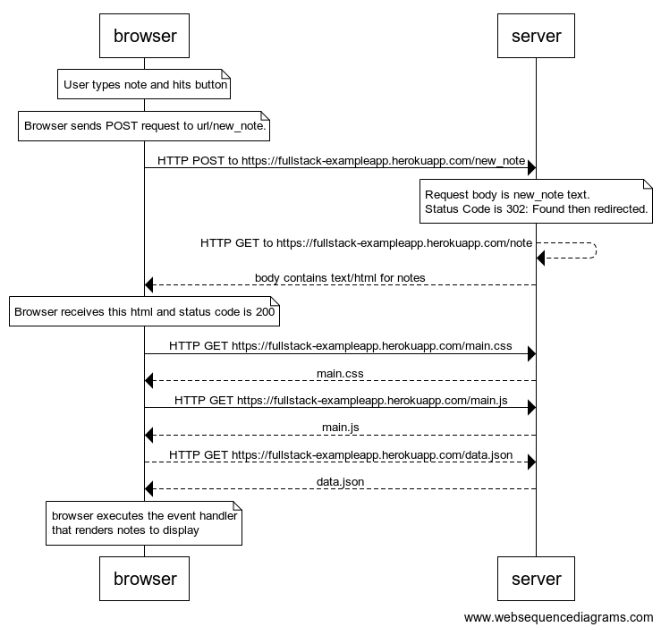 browser
server
User types note and hits button
Browser sends POST request to url/new_note.
HTTP POST to https://fullstack-exampleapp.herokuapp.com/new_note
Request body is new_note text.
Status Code is 302: Found then redirected.
HTTP GET to https://fullstack-exampleapp.herokuapp.com/note
body contains text/html for notes
Browser receives this html and status code is 200
HTTP GET https://fullstack-exampleapp.herokuapp.com/main.css
main.css
HTTP GET https://fullstack-exampleapp.herokuapp.com/main.js
main.js
HTTP GET https://fullstack-exampleapp.herokuapp.com/data.json
data.json
browser executes the event handler
that renders notes to display
browser
server
www.websequencediagrams.com